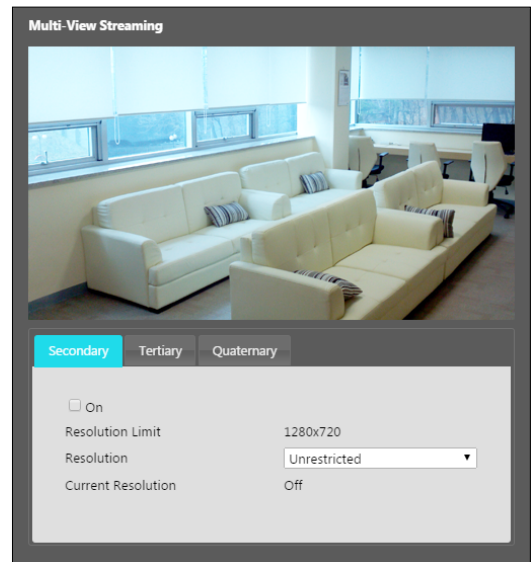 Multi-View Streaming
Secondary Tertiary Quaternary
On
Resolution Limit 1280x720
Resolution Unrestricted
Current Resolution Off